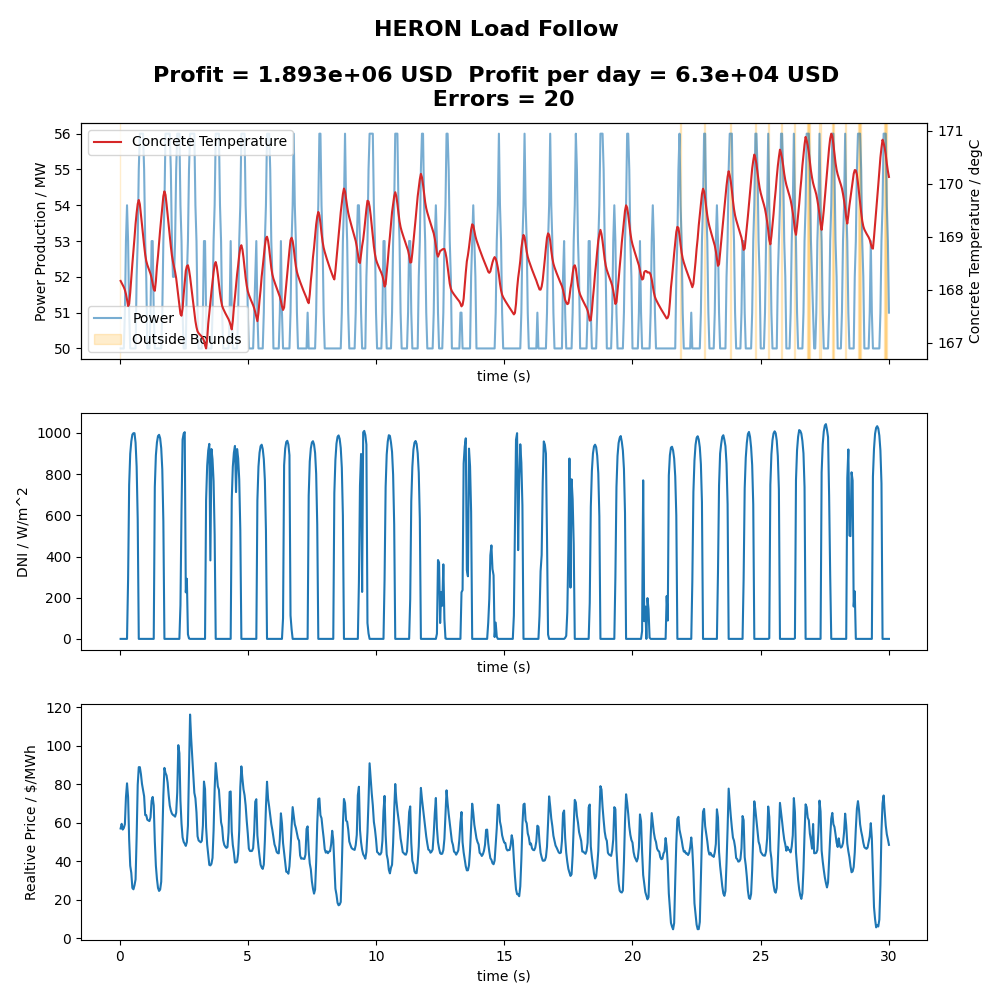 HERON Load Follow
Profit = 1.893e+06 USD  Profit per day = 6.3e+04 USD
Errors = 20
Concrete Temperature
Power
Outside Bounds
Power Production / MW
56
55
54
53
52
51
50
171
170
169
168
167
Concrete Temperature / degC
time (s)
DNI / W/m^2
1000
800
600
400
200
0
time (s)
Realtive Price / $/MWh
120
100
80
60
40
20
0
0 5 10 15 20 25 30
time (s)